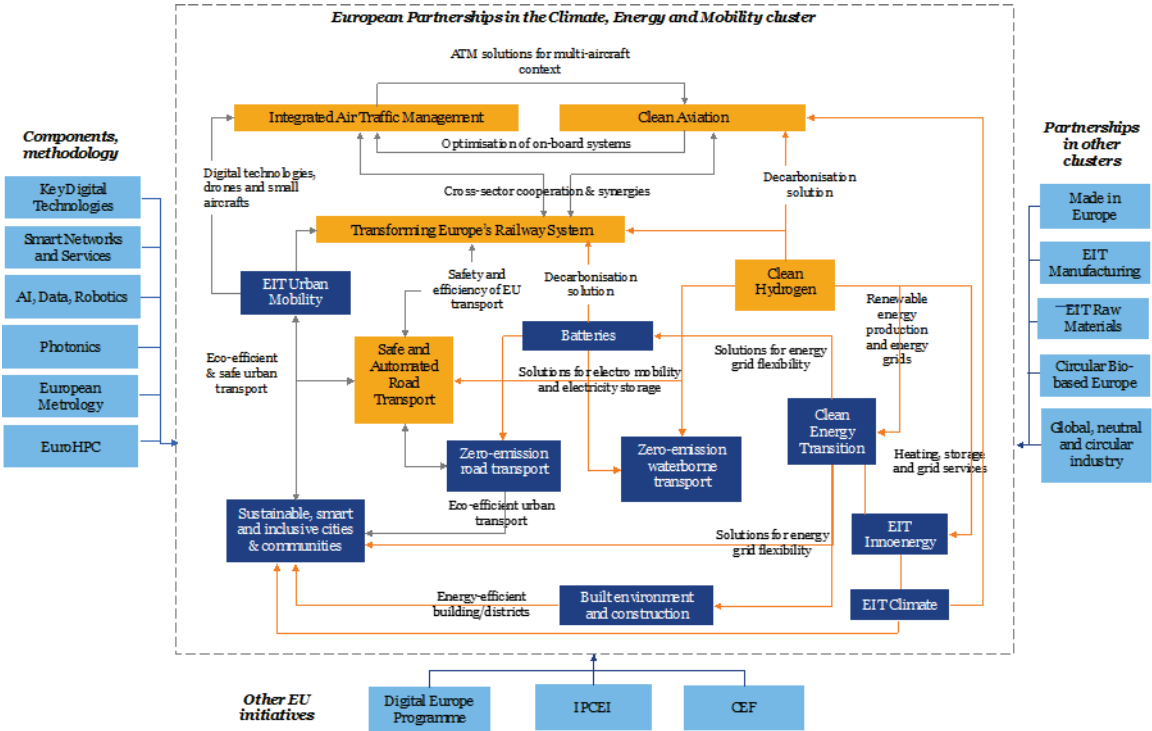 European Partnerships in the Climate, Energy and Mobility cluster
ATM solutions for multi-aircraft
context
Integrated Air Traffic Management
Clean Aviation
Optimisation of on-board systems
Components,
methodology
Key Digital
Technologies
Smart Networks
and Services
AI, Data, Robotics
Photonics
European
Metrology
EuroHPC
Digital technologies,
drones and small
aircrafts
Cross-sector cooperation & synergies
Decarbonisation
solution
Transforming Europe's Railway System
EIT Urban
Mobility
Safety and
efficiency of EU
transport
Decarbonisation
solution
Clean
Hydrogen
Renewable
energy
production
and energy
grids
Batteries
Eco-efficient
& safe urban
transport
Safe and
Automated
Road
Transport
Solutions for electro mobility
and electricity storage
Solutions for energy
grid flexibility
Clean
Energy
Transition
Zero-emission
road transport
Zero-emission
waterborne
transport
Heating, storage
and grid services
Eco-efficient urban
transport
Sustainable, smart
and inclusive cities
& communities
Solutions for energy
grid flexibility
EIT
Innoenergy
Energy-efficient
building/districts
Built environment
and construction
EIT Climate
Partnerships
in other
clusters
Made in
Europe
EIT
Manufacturing
EIT Raw
Materials
Circular Bio-
based Europe
Global, neutral
and circular
industry
Other EU
initiatives
Digital Europe
Programme
IPCEI
CEF